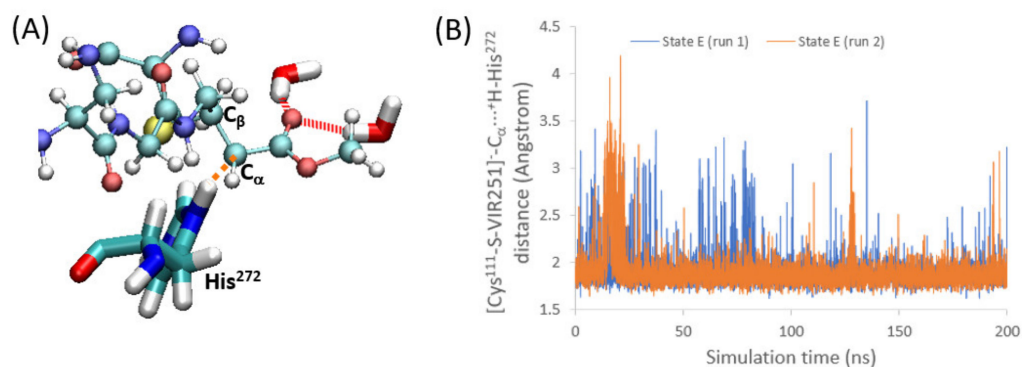 (A)
Cβ
Cα
His272
(B)
State E (run 1)
State E (run 2)
[Cys111-S-VIR251]--Cα···+H-His272
distance (Angstrom)
4.5
4
3.5
3
2.5
2
1.5
0
50
100
150
200
Simulation time (ns)